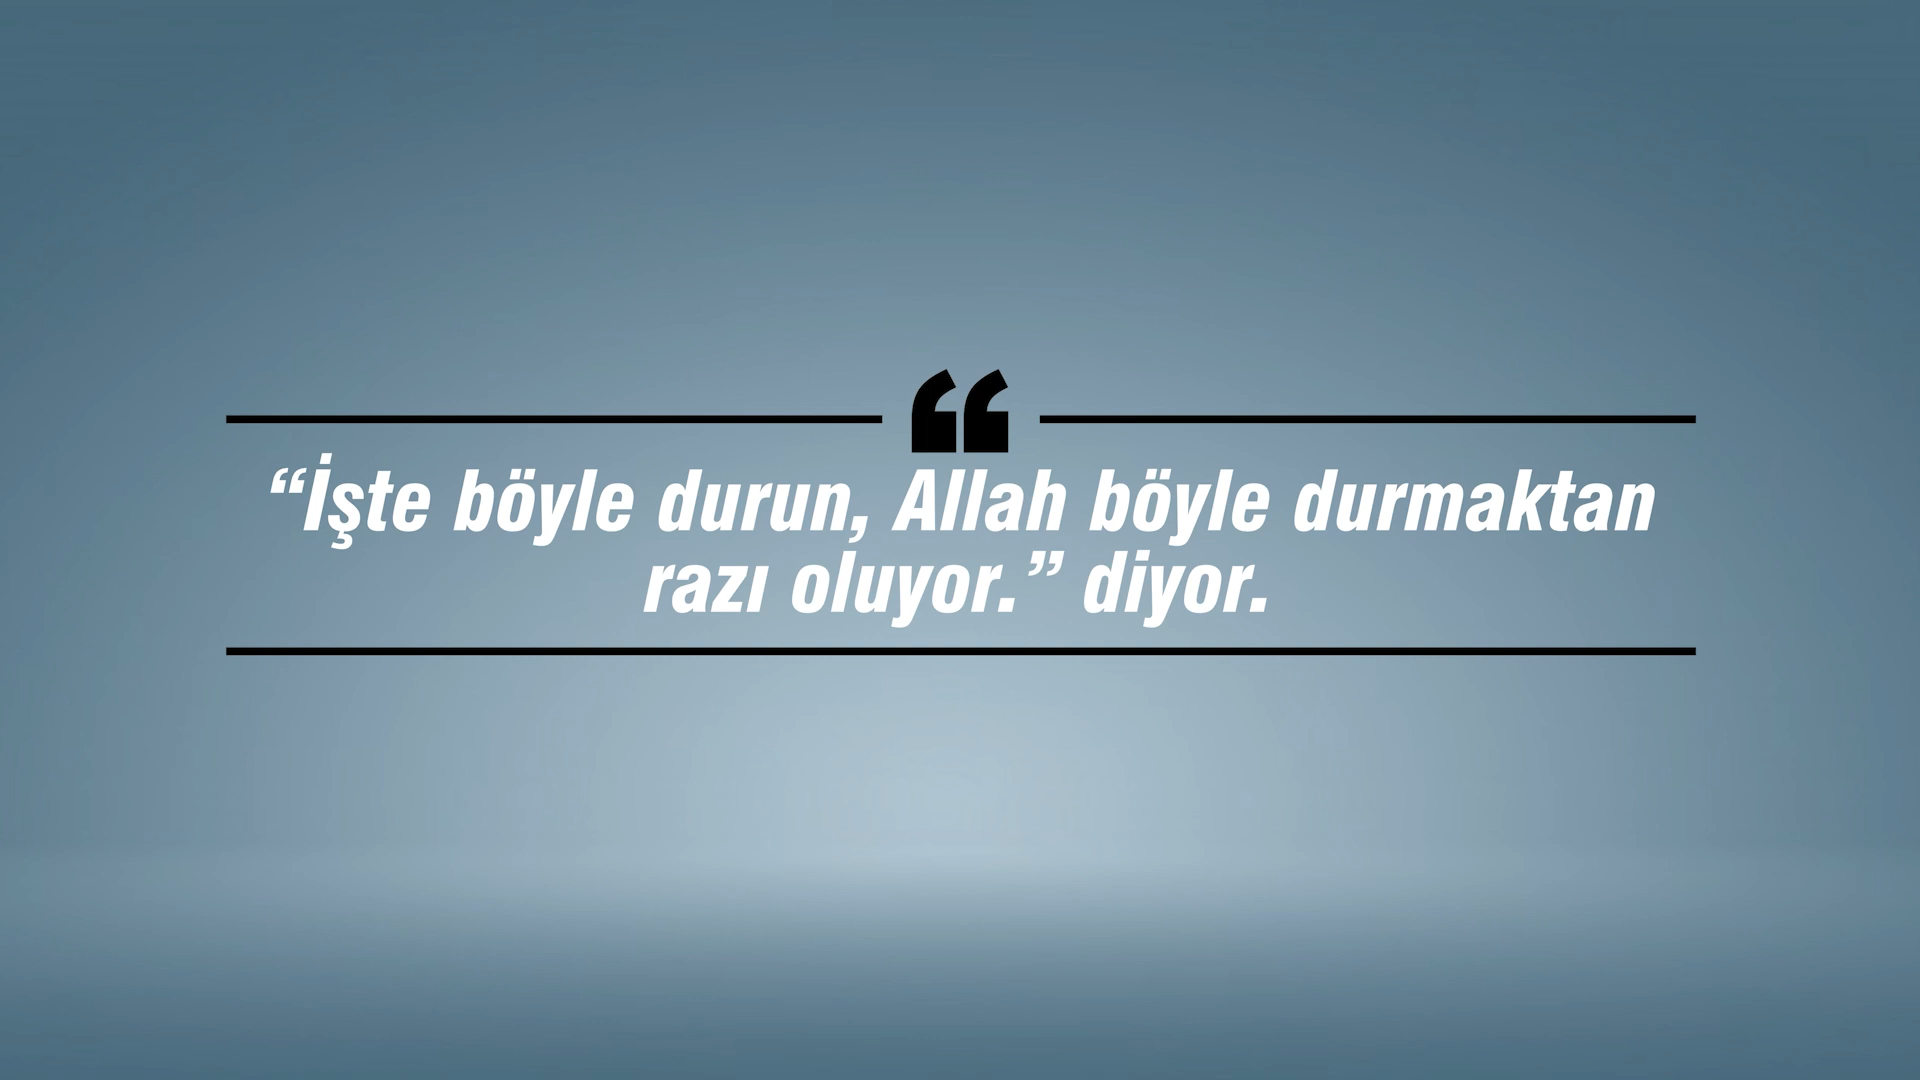 “İşte böyle durun, Allah böyle durmaktan
razı oluyor.” diyor.